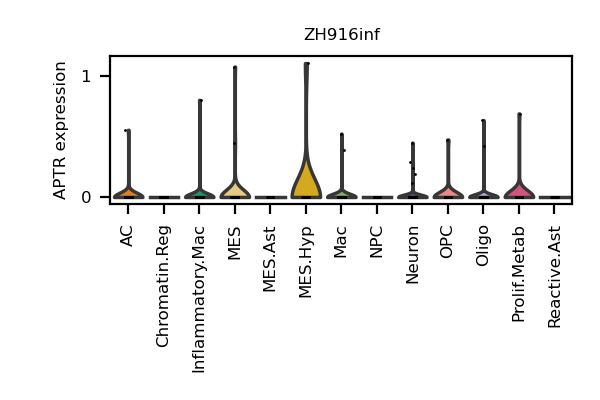 ZH916inf
APTR expression
1
0
AC
Chromatin.Reg
Inflammatory.Mac
MES
MES.Ast
MES.Hyp
Mac
NPC
Neuron
OPC
Oligo
Prolif.Metab
Reactive.Ast